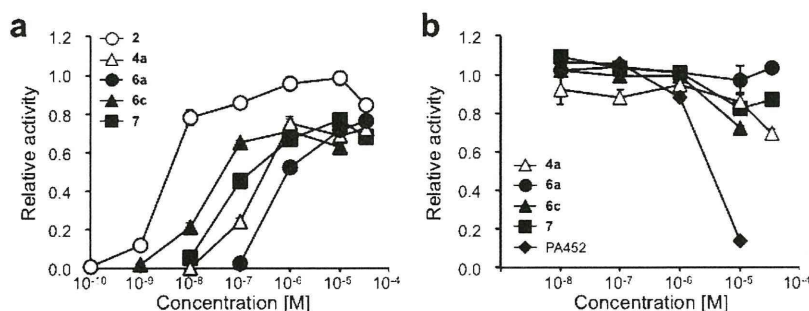 a
2
4a
6a
6c
7
Relative activity
1.2
1.0
0.8
0.6
0.4
0.2
0.0
10⁻¹⁰ 10⁻⁹ 10⁻⁸ 10⁻⁷ 10⁻⁶ 10⁻⁵ 10⁻⁴
Concentration [M]
b
Relative activity
1.2
1.0
0.8
0.6
0.4
0.2
0.0
4a
6a
6c
7
PA452
10⁻⁸ 10⁻⁷ 10⁻⁶ 10⁻⁵ 10⁻⁴
Concentration [M]